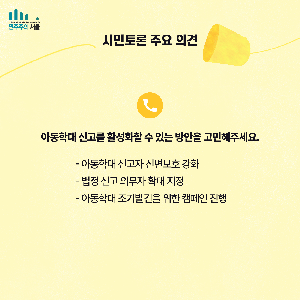 민주주의 서울
시민토론 주요 의견
아동학대 신고를 활성화할 수 있는 방안을 고민해주세요.
- 아동학대 신고자 신변보호 강화
- 법정 신고 의무자 확대 지정
- 아동학대 조기발견을 위한 캠페인 진행